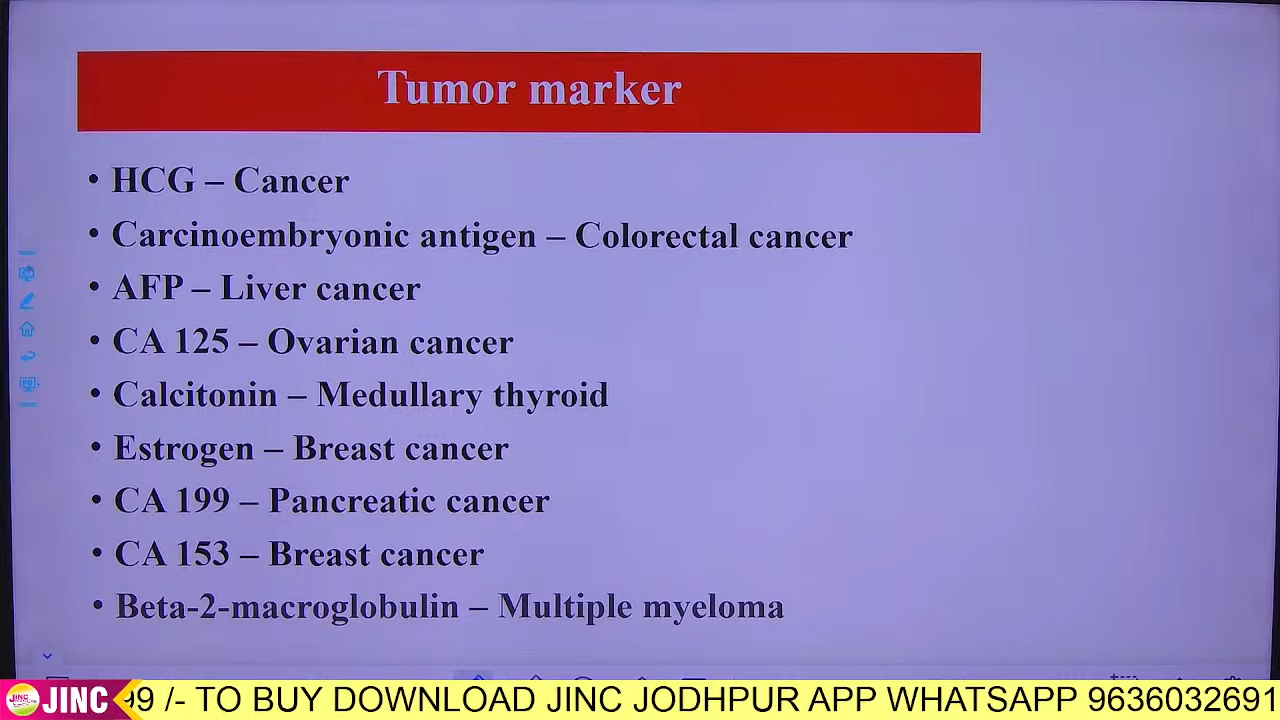 Tumor marker
• HCG – Cancer
• Carcinoembryonic antigen – Colorectal cancer
• AFP – Liver cancer
• CA 125 – Ovarian cancer
• Calcitonin – Medullary thyroid
• Estrogen – Breast cancer
• CA 199 – Pancreatic cancer
• CA 153 – Breast cancer
• Beta-2-macroglobulin – Multiple myeloma
JINC 99 /- TO BUY DOWNLOAD JINC JODHPUR APP WHATSAPP 9636032691